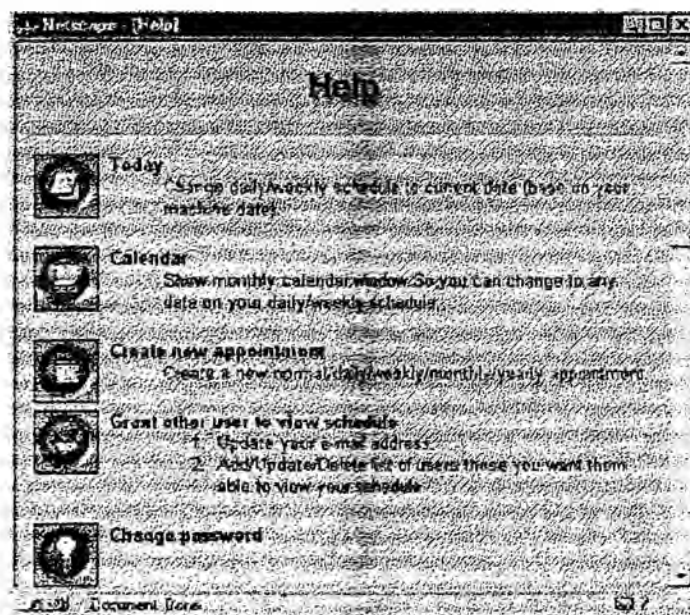 Netscape - [Help]
Help
Today
Change daily/weekly schedule to current date (base on your
machine date).
Calendar
Show monthly calendar window. So you can change to any
date on your daily/weekly schedule.
Create new appointment
Create a new normal/daily/weekly/monthly/yearly appointment
Grant other user to view schedule
1. Update your e-mail address
2. Add/Update/Delete list of users these you want them
able to view your schedule
Change password
Document Done